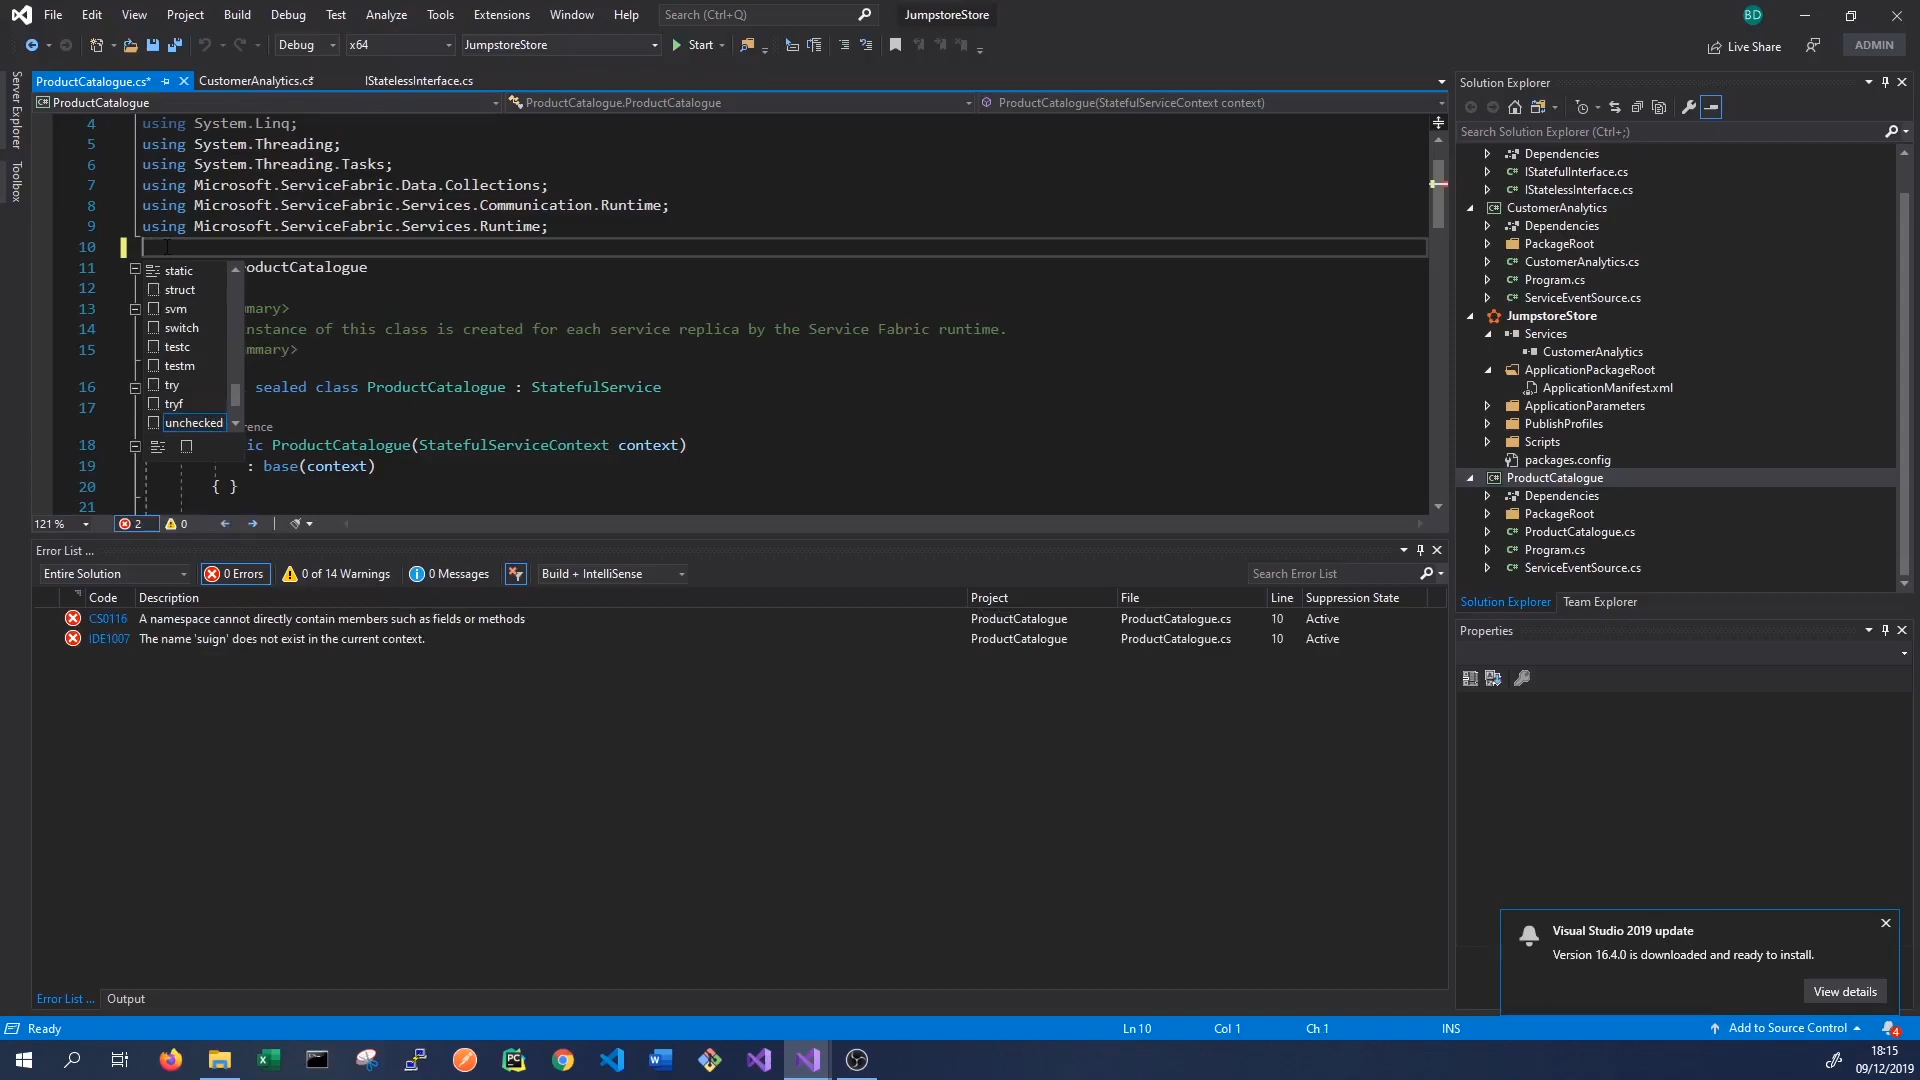 File Edit View Project Build Debug Test Analyze Tools Extensions Window Help Search (Ctrl+Q) JumpstoreStore BD
Debug x64 JumpstoreStore Start Live Share ADMIN
Server Explorer
Toolbox
ProductCatalogue.cs* CustomerAnalytics.cs* IStatelessInterface.cs
ProductCatalogue ProductCatalogue.ProductCatalogue ProductCatalogue(StatefulServiceContext context)
4 using System.Linq;
5 using System.Threading;
6 using System.Threading.Tasks;
7 using Microsoft.ServiceFabric.Data.Collections;
8 using Microsoft.ServiceFabric.Services.Communication.Runtime;
9 using Microsoft.ServiceFabric.Services.Runtime;
10
11 oductCatalogue
12
13 mary>
14 nstance of this class is created for each service replica by the Service Fabric runtime.
15 mmary>
16 sealed class ProductCatalogue : StatefulService
17
erence
18 ic ProductCatalogue(StatefulServiceContext context)
19 : base(context)
20 { }
21
static
struct
svm
switch
testc
testm
try
tryf
unchecked
121 % 2 0
Error List ...
Entire Solution 0 Errors 0 of 14 Warnings 0 Messages Build + IntelliSense Search Error List
Code Description Project File Line Suppression State
CS0116 A namespace cannot directly contain members such as fields or methods ProductCatalogue ProductCatalogue.cs 10 Active
IDE1007 The name 'suign' does not exist in the current context. ProductCatalogue ProductCatalogue.cs 10 Active
Error List ... Output
Solution Explorer
Search Solution Explorer (Ctrl+;)
Dependencies
IStatefulInterface.cs
IStatelessInterface.cs
CustomerAnalytics
Dependencies
PackageRoot
CustomerAnalytics.cs
Program.cs
ServiceEventSource.cs
JumpstoreStore
Services
CustomerAnalytics
ApplicationPackageRoot
ApplicationManifest.xml
ApplicationParameters
PublishProfiles
Scripts
packages.config
ProductCatalogue
Dependencies
PackageRoot
ProductCatalogue.cs
Program.cs
ServiceEventSource.cs
Solution Explorer Team Explorer
Properties
Visual Studio 2019 update
Version 16.4.0 is downloaded and ready to install.
View details
Ready Ln 10 Col 1 Ch 1 INS Add to Source Control 4
18:15
09/12/2019